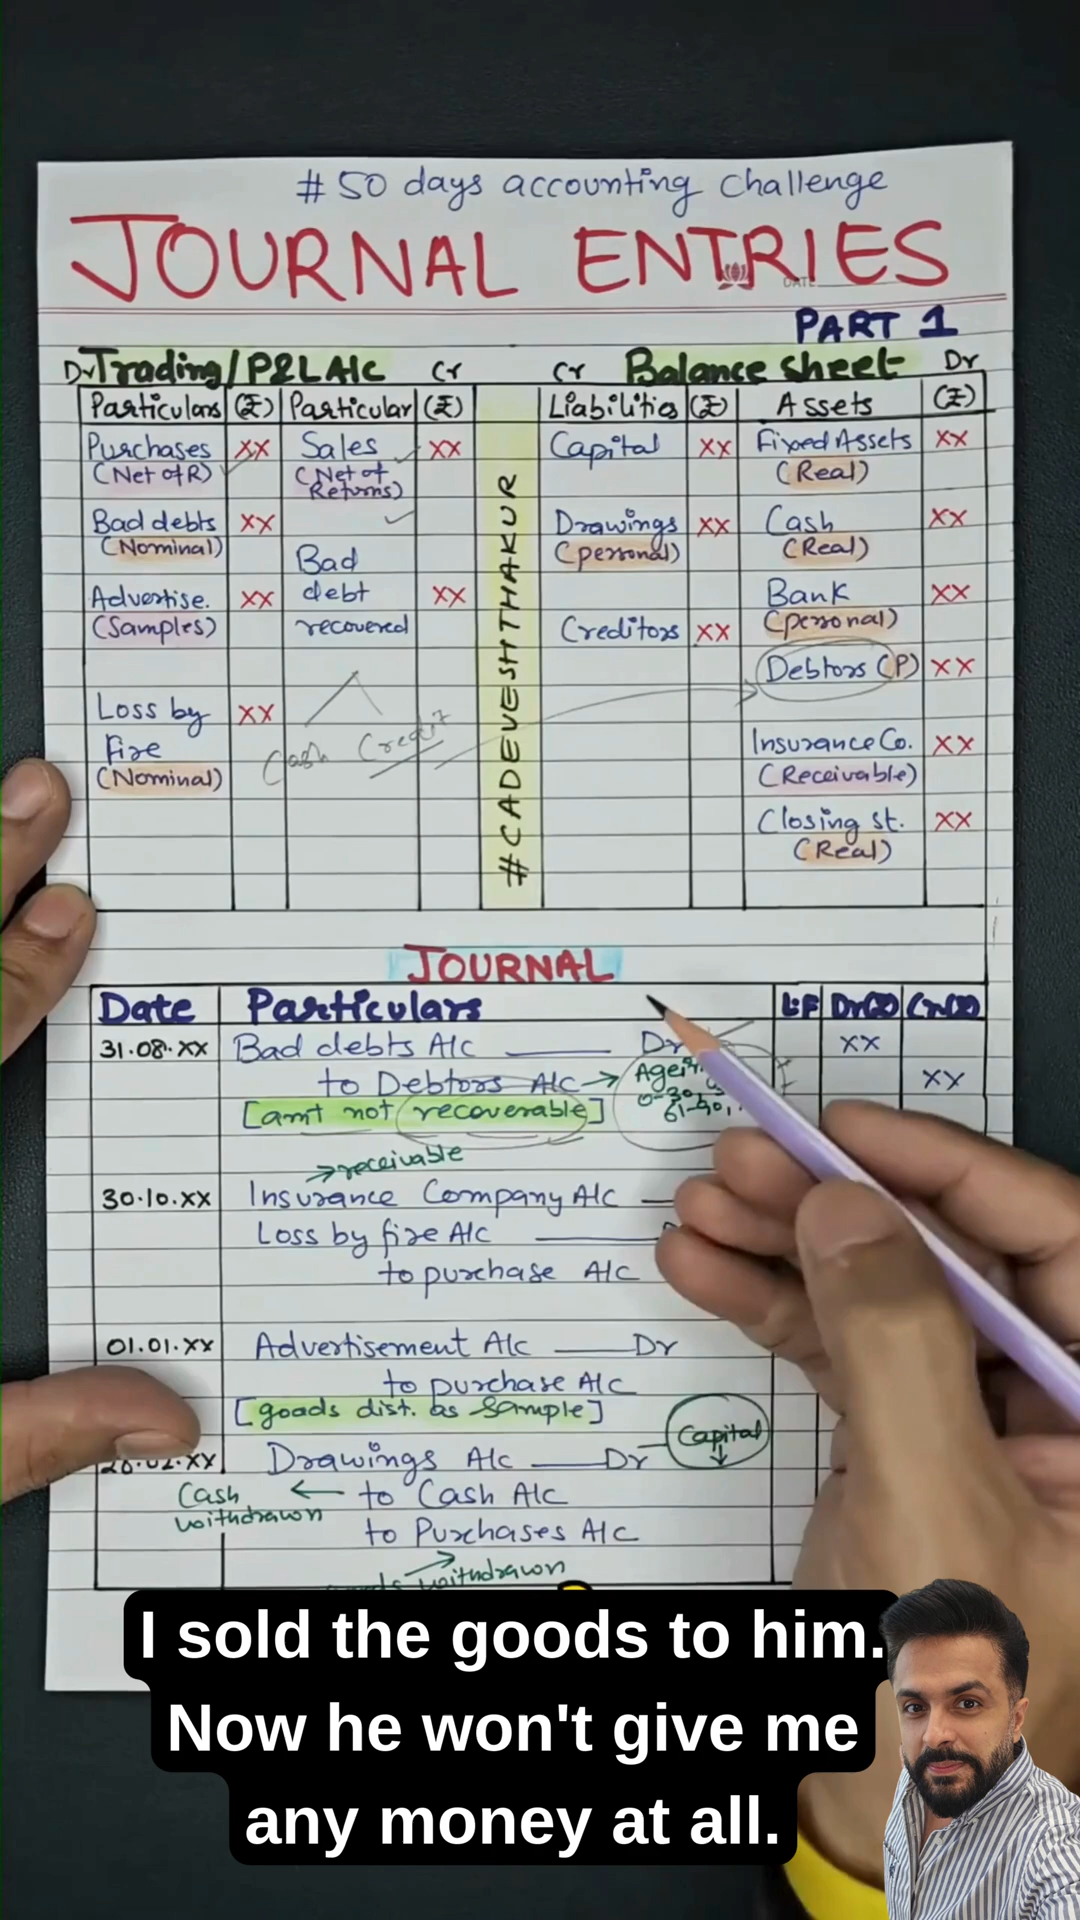 # 50 days accounting challenge
JOURNAL ENTRIES
DATE
PART 1
Dr Trading/P&L A/c Cr
Particulars (₹) Particular (₹)
Purchases XX Sales XX
(Net of R) (Net of
Returns)
Bad debts XX
(Nominal) Bad
Advertise. XX debt XX
(Samples) recovered
Loss by XX
Fire
(Nominal)
Cash Credit
#CADEVESHTHAKUR
Cr Balance sheet Dr
Liabilities (₹) Assets (₹)
Capital XX Fixed Assets XX
(Real)
Drawings XX Cash XX
(personal) (Real)
Bank XX
Creditors XX (personal)
Debtors (P) XX
Insurance Co. XX
(Receivable)
Closing st. XX
(Real)
JOURNAL
Date Particulars L.F Dr(₹) Cr(₹)
31.08.XX Bad debts A/c Dr XX
to Debtors A/c → XX
[amt not recoverable]
0-30,
61-90,
→ receivable
30.10.XX Insurance Company A/c
Loss by fire A/c
to purchase A/c
01.01.XX Advertisement A/c Dr
to purchase A/c
[goods dist. as Sample]
Drawings A/c Dr Capital
Cash ← to Cash A/c
withdrawn to Purchases A/c
withdrawn
I sold the goods to him.
Now he won't give me
any money at all.